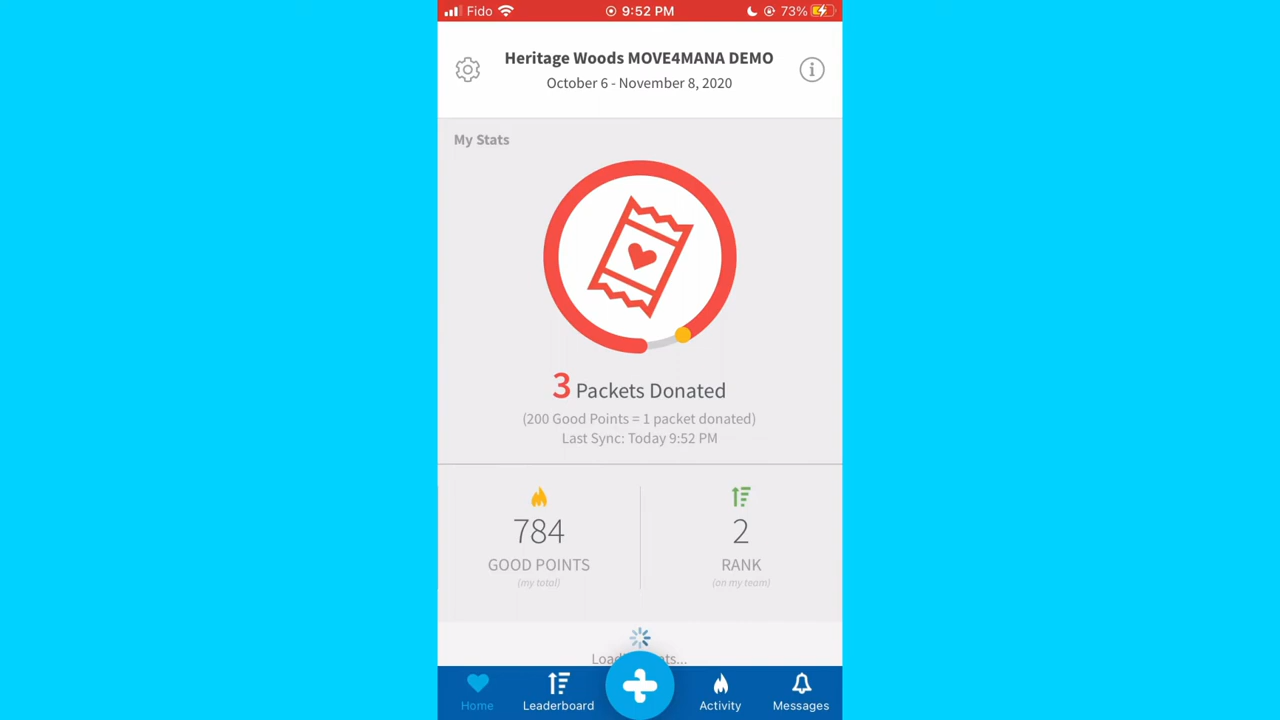 Fido 9:52 PM 73%
Heritage Woods MOVE4MANA DEMO
October 6 - November 8, 2020
My Stats
3 Packets Donated
(200 Good Points = 1 packet donated)
Last Sync: Today 9:52 PM
784 2
GOOD POINTS RANK
(my total) (on my team)
Home Leaderboard Activity Messages